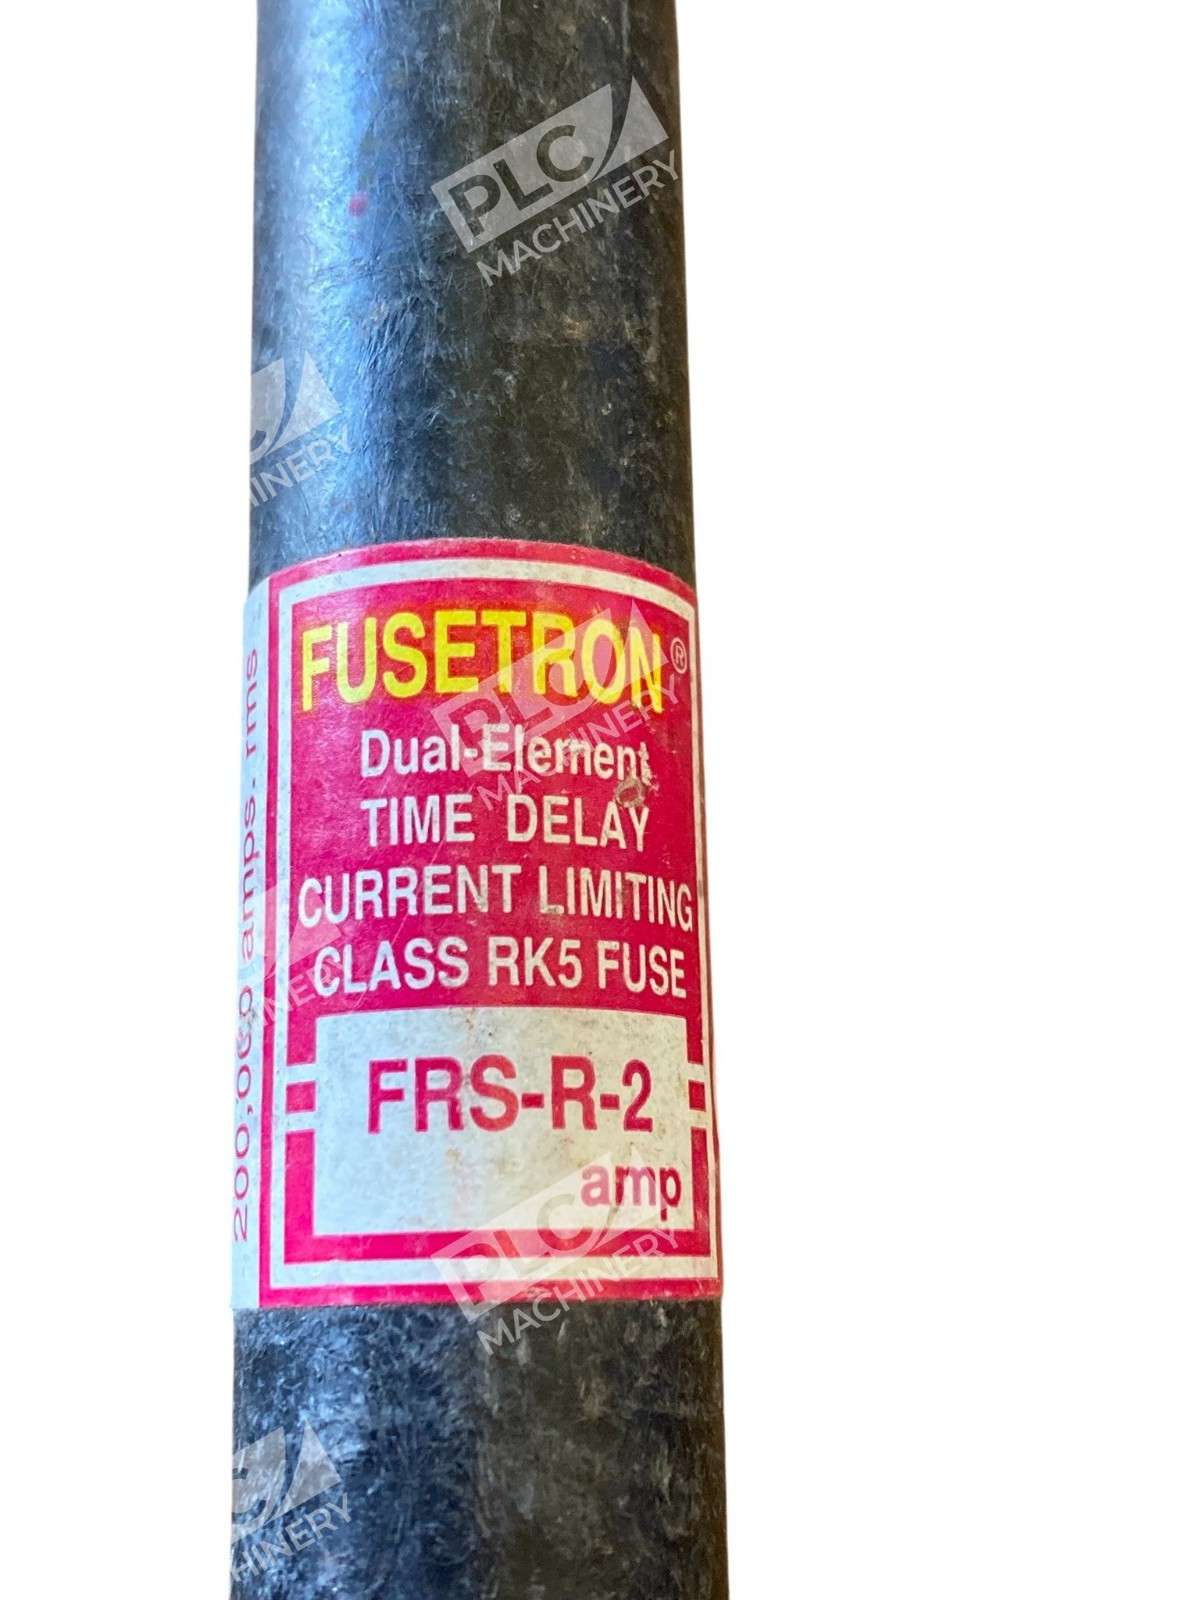 PLC
MACHINERY
FUSETRON®
Dual-Element
TIME DELAY
CURRENT LIMITING
CLASS RK5 FUSE
FRS-R-2
amp
200,000 amps. rms